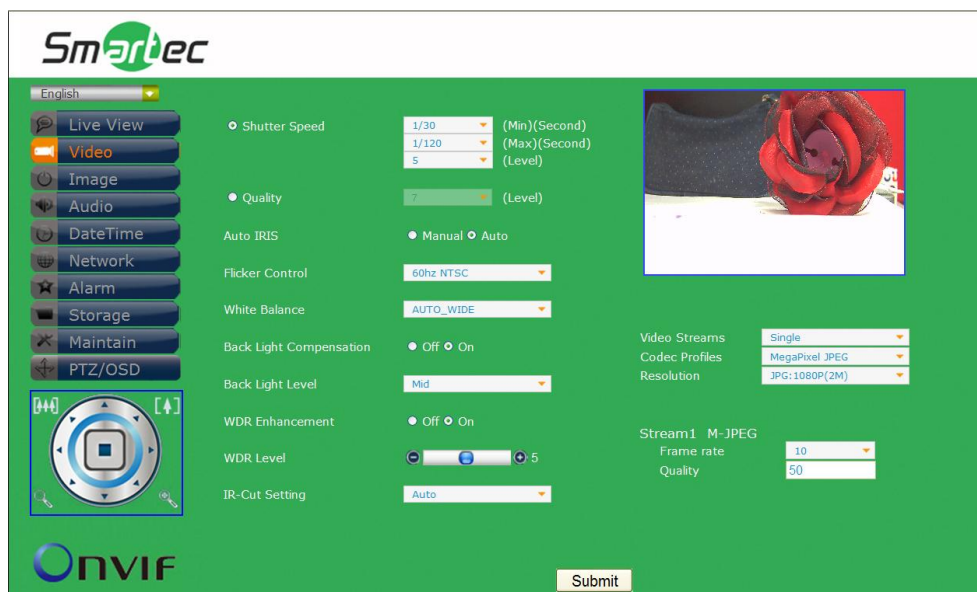 Smartec
English
Live View
Video
Image
Audio
DateTime
Network
Alarm
Storage
Maintain
PTZ/OSD
Onvif
Shutter Speed 1/30 (Min)(Second)
1/120 (Max)(Second)
5 (Level)
Quality 7 (Level)
Auto IRIS Manual Auto
Flicker Control 60hz NTSC
White Balance AUTO_WIDE
Back Light Compensation Off On
Back Light Level Mid
WDR Enhancement Off On
WDR Level 5
IR-Cut Setting Auto
Video Streams Single
Codec Profiles MegaPixel JPEG
Resolution JPG:1080P(2M)
Stream1 M-JPEG
Frame rate 10
Quality 50
Submit